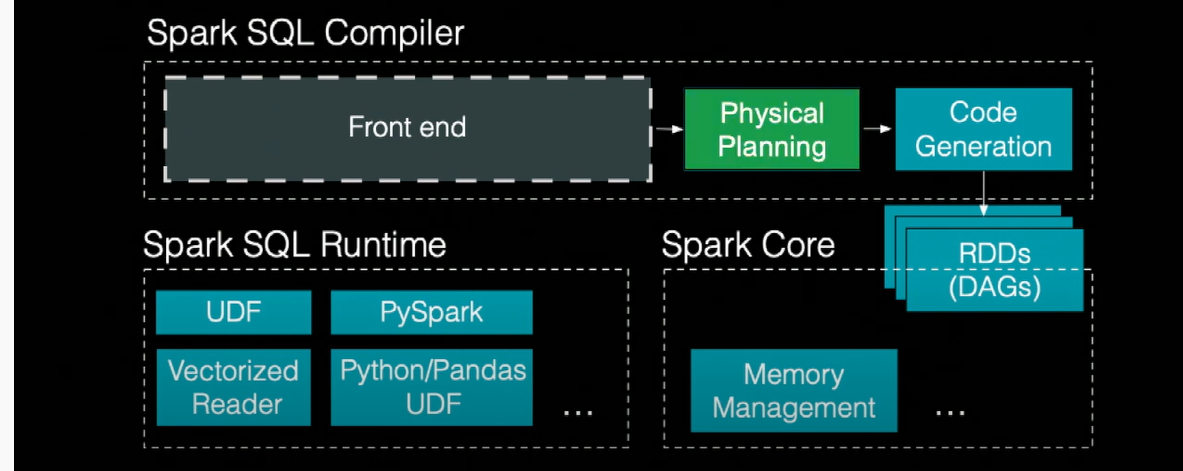 Spark SQL Compiler
Front end
Physical
Planning
Code
Generation
Spark SQL Runtime
Spark Core
RDDs
(DAGs)
UDF
PySpark
Vectorized
Reader
Python/Pandas
UDF
...
Memory
Management
...